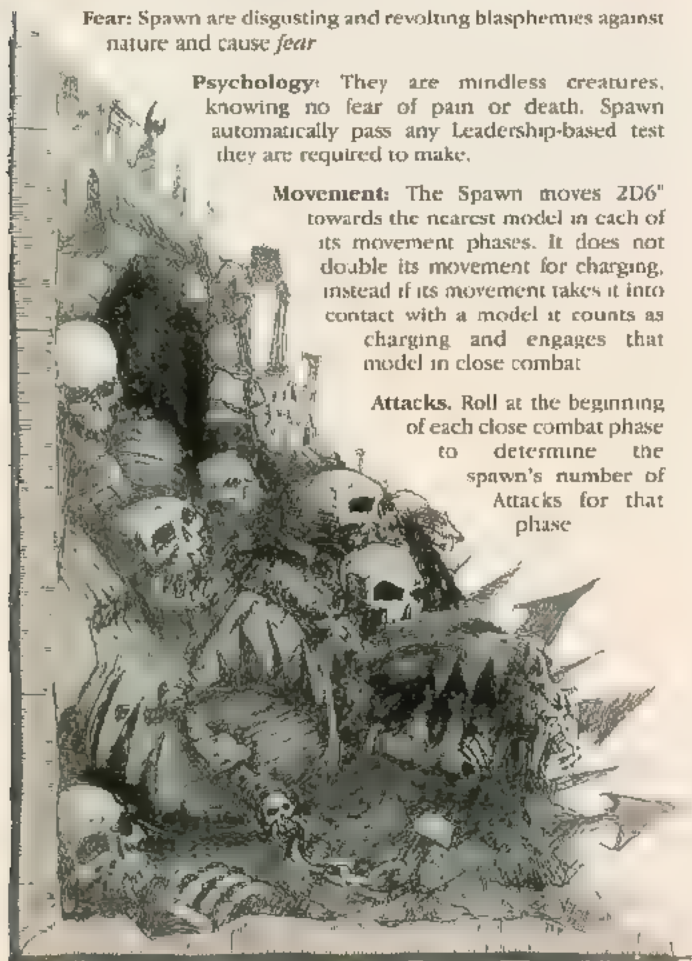 Fear: Spawn are disgusting and revolting blasphemies against
nature and cause fear
Psychology: They are mindless creatures,
knowing no fear of pain or death. Spawn
automatically pass any Leadership-based test
they are required to make.
Movement: The Spawn moves 2D6"
towards the nearest model in each of
its movement phases. It does not
double its movement for charging,
instead if its movement takes it into
contact with a model it counts as
charging and engages that
model in close combat
Attacks. Roll at the beginning
of each close combat phase
to determine the
spawn's number of
Attacks for that
phase